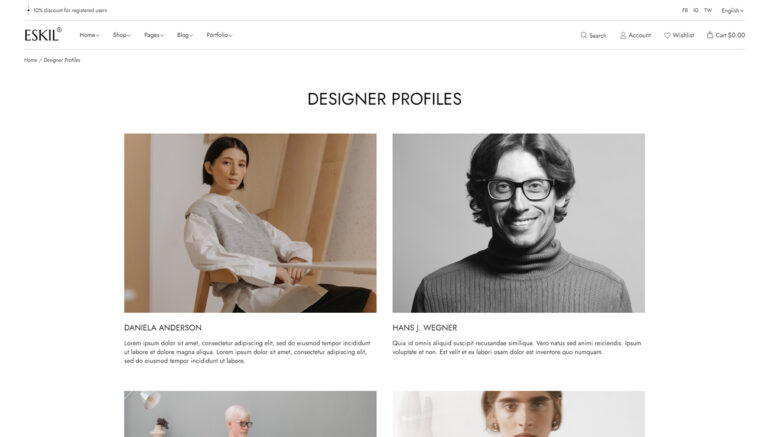 10% discount for registered users
FB IG TW English
ESKIL®
Home Shop Pages Blog Portfolio
Search Account Wishlist Cart $0.00
Home / Designer Profiles
DESIGNER PROFILES
DANIELA ANDERSON
Lorem ipsum dolor sit amet, consectetur adipiscing elit, sed do eiusmod tempor incididunt
ut labore et dolore magna aliqua. Lorem ipsum dolor sit amet, consectetur adipiscing elit,
sed do eiusmod tempor incididunt ut labore.
HANS J. WEGNER
Quia id omnis aliquid suscipit recusandae similique. Vero natus sed animi reiciendis. Ipsum
voluptate et non. Est velit et ex labori osam dolor est inventore quo numquam.